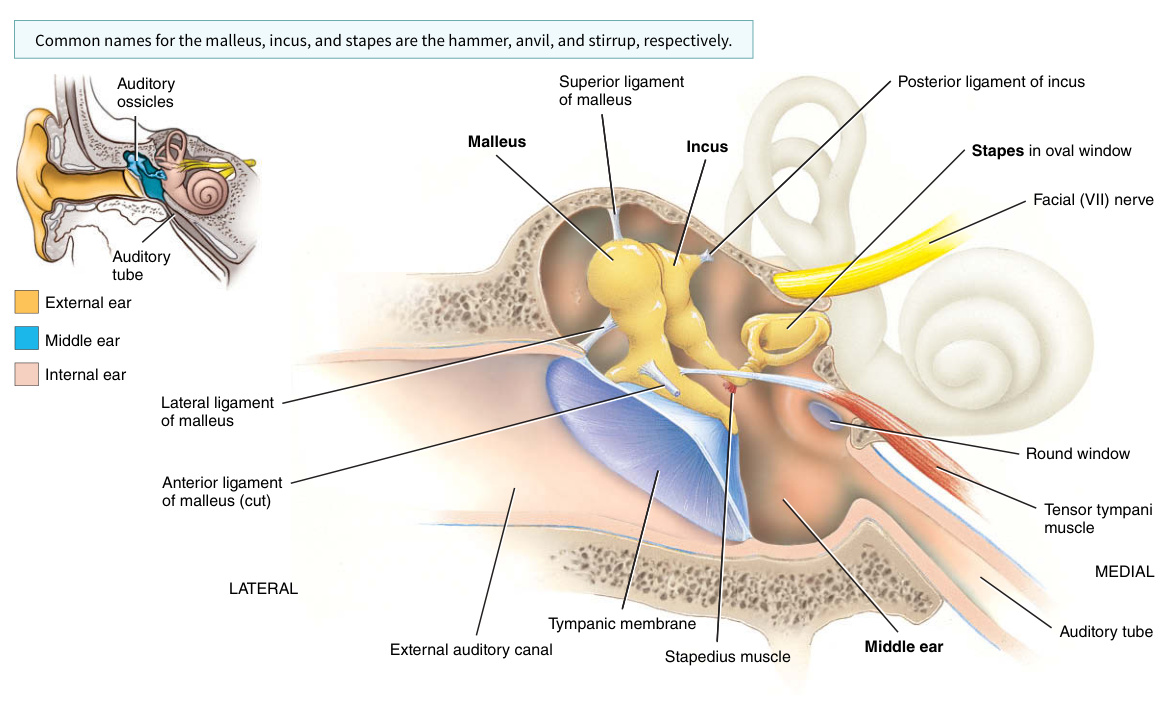 Common names for the malleus, incus, and stapes are the hammer, anvil, and stirrup, respectively.
Auditory
ossicles
Auditory
tube
External ear
Middle ear
Internal ear
Superior ligament
of malleus
Posterior ligament of incus
Malleus
Incus
Stapes in oval window
Facial (VII) nerve
Lateral ligament
of malleus
Anterior ligament
of malleus (cut)
Round window
Tensor tympani
muscle
LATERAL
MEDIAL
Tympanic membrane
External auditory canal
Stapedius muscle
Middle ear
Auditory tube